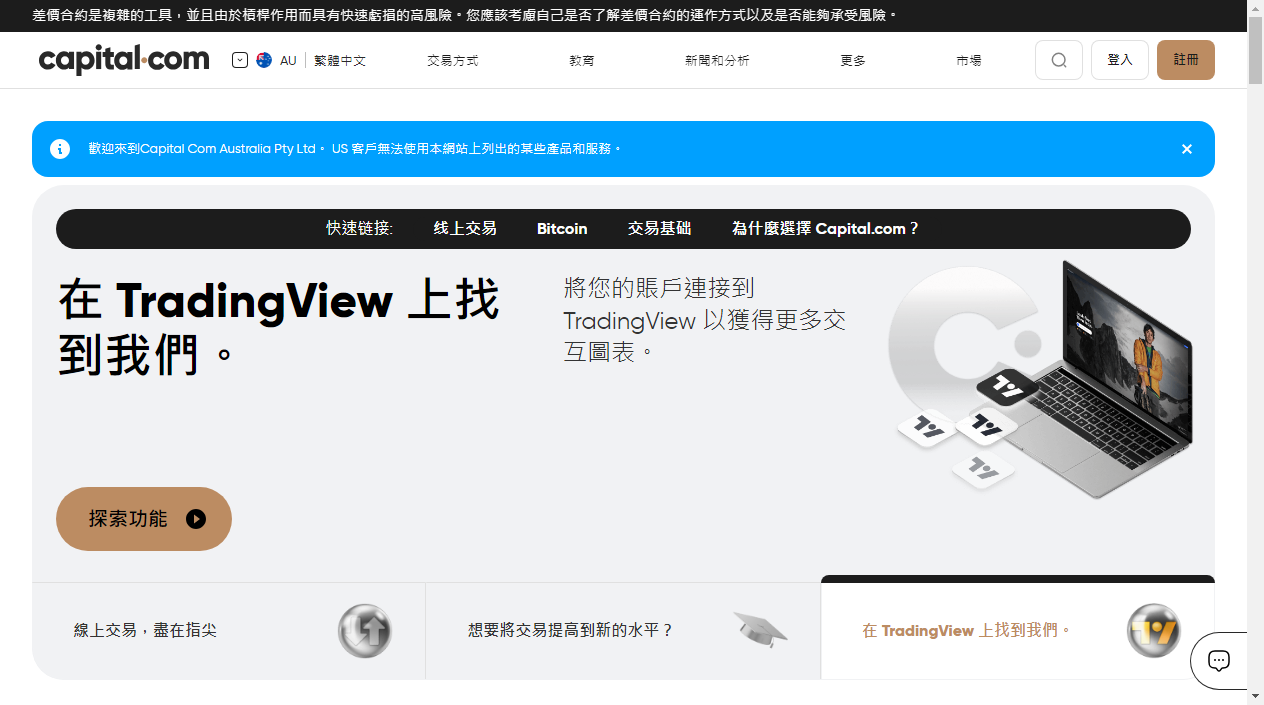 差價合約是複雜的工具，並且由於槓桿作用而具有快速虧損的高風險。您應該考慮自己是否了解差價合約的運作方式以及是否能夠承受風險。
capital.com
AU
繁體中文
交易方式
教育
新聞和分析
更多
市場
登入
註冊
歡迎來到Capital Com Australia Pty Ltd。 US 客戶無法使用本網站上列出的某些產品和服務。
快速链接:
线上交易
Bitcoin
交易基础
為什麼選擇 Capital.com？
在 TradingView 上找
到我們。
將您的賬戶連接到
TradingView 以獲得更多交
互圖表。
探索功能
線上交易，盡在指尖
想要將交易提高到新的水平？
在 TradingView 上找到我們。